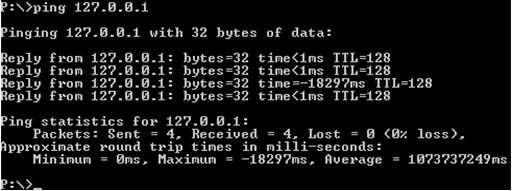 P:\>ping 127.0.0.1
Pinging 127.0.0.1 with 32 bytes of data:
Reply from 127.0.0.1: bytes=32 time<1ms TTL=128
Reply from 127.0.0.1: bytes=32 time<1ms TTL=128
Reply from 127.0.0.1: bytes=32 time=-18297ms TTL=128
Reply from 127.0.0.1: bytes=32 time<1ms TTL=128
Ping statistics for 127.0.0.1:
Packets: Sent = 4, Received = 4, Lost = 0 (0% loss),
Approximate round trip times in milli-seconds:
Minimum = 0ms, Maximum = -18297ms, Average = 1073737249ms
P:\>_